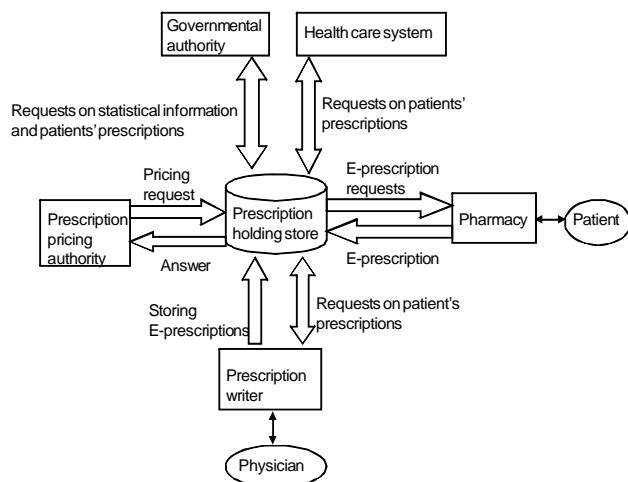 Governmental
authority
Health care system
Requests on statistical information
and patients' prescriptions
Requests on patients'
prescriptions
Pricing
request
E-prescription
requests
Prescription
pricing
authority
Prescription
holding store
Pharmacy
Patient
Answer
E-prescription
Storing
E-prescriptions
Requests on patient's
prescriptions
Prescription
writer
Physician